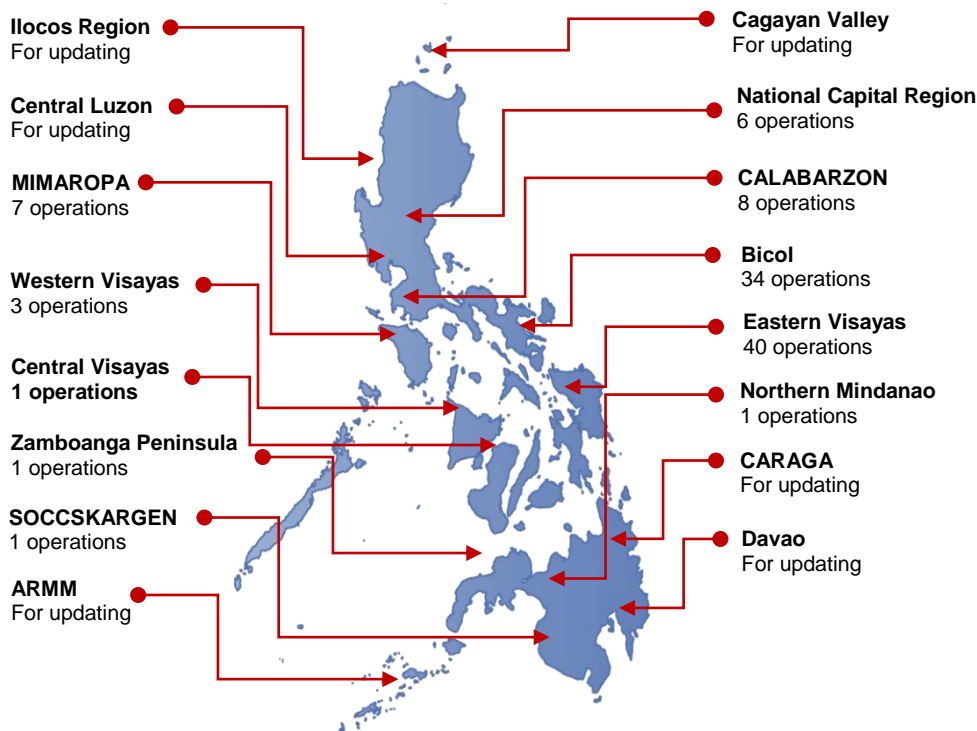 Ilocos Region
For updating
Central Luzon
For updating
MIMAROPA
7 operations
Western Visayas
3 operations
Central Visayas
1 operations
Zamboanga Peninsula
1 operations
SOCCSKARGEN
1 operations
ARMM
For updating
Cagayan Valley
For updating
National Capital Region
6 operations
CALABARZON
8 operations
Bicol
34 operations
Eastern Visayas
40 operations
Northern Mindanao
1 operations
CARAGA
For updating
Davao
For updating